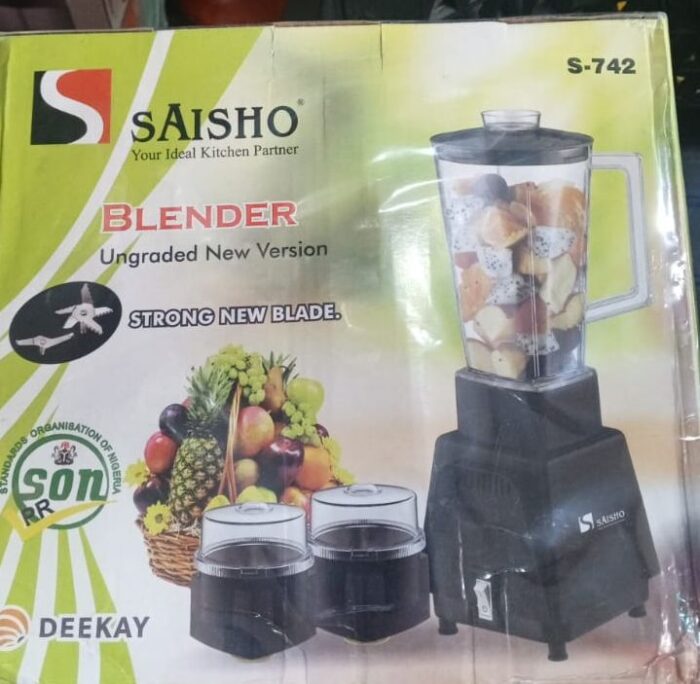 S-742
SAISHO®
Your Ideal Kitchen Partner
BLENDER
Ungraded New Version
STRONG NEW BLADE.
STANDARDS ORGANISATION OF NIGERIA
son
RR
SAISHO
DEEKAY